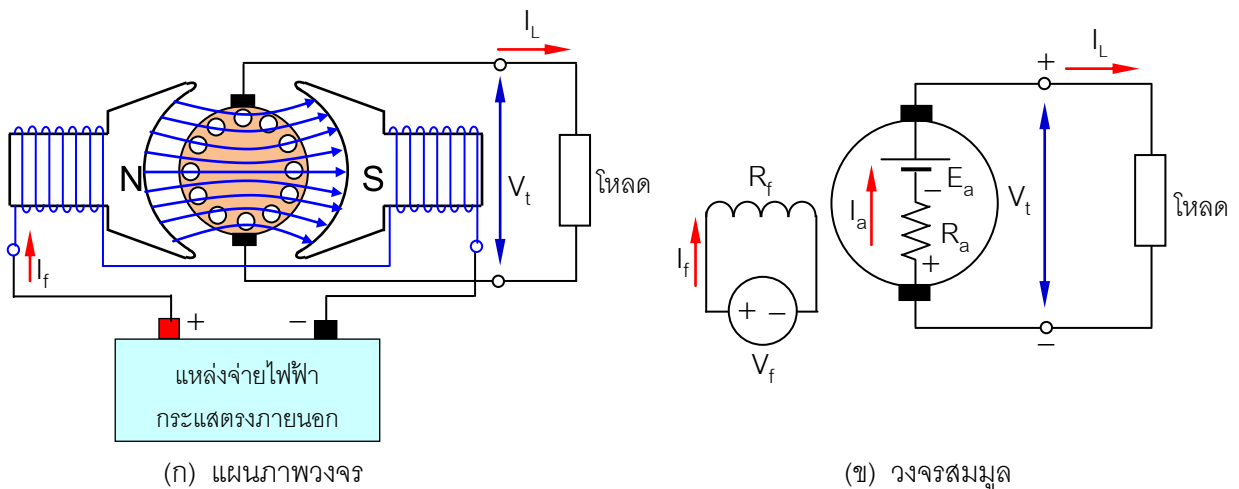 I_L
N
S
V_t
โหลด
I_f
+
−
แหล่งจ่ายไฟฟ้า
กระแสตรงภายนอก
(ก) แผนภาพวงจร
I_L
+
E_a
−
I_a
R_a
+
V_t
โหลด
R_f
I_f
+ −
V_f
−
(ข) วงจรสมมูล